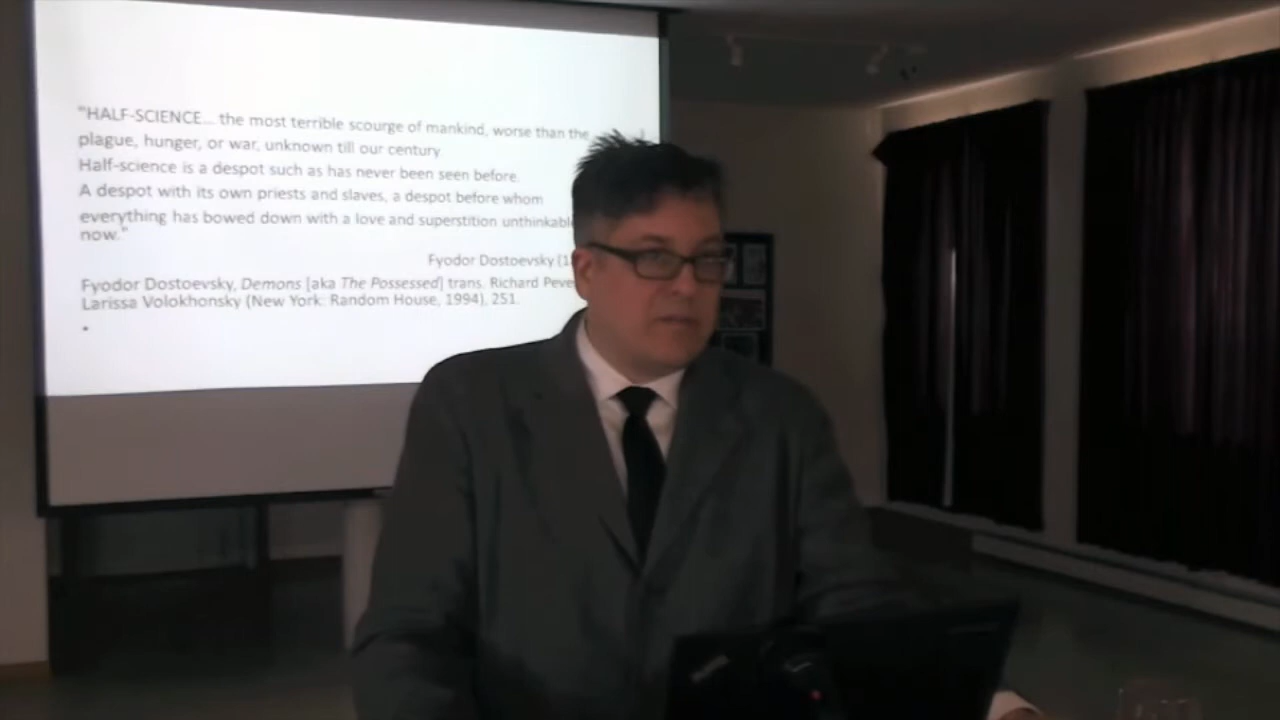 "HALF-SCIENCE... the most terrible scourge of mankind, worse than the
plague, hunger, or war, unknown till our century
Half-science is a despot such as has never been seen before.
A despot with its own priests and slaves, a despot before whom
everything has bowed down with a love and superstition unthinkable
now."
Fyodor Dostoevsky
Fyodor Dostoevsky, Demons [aka The Possessed] trans. Richard
Larissa Volokhonsky (New York: Random House, 1994), 251.